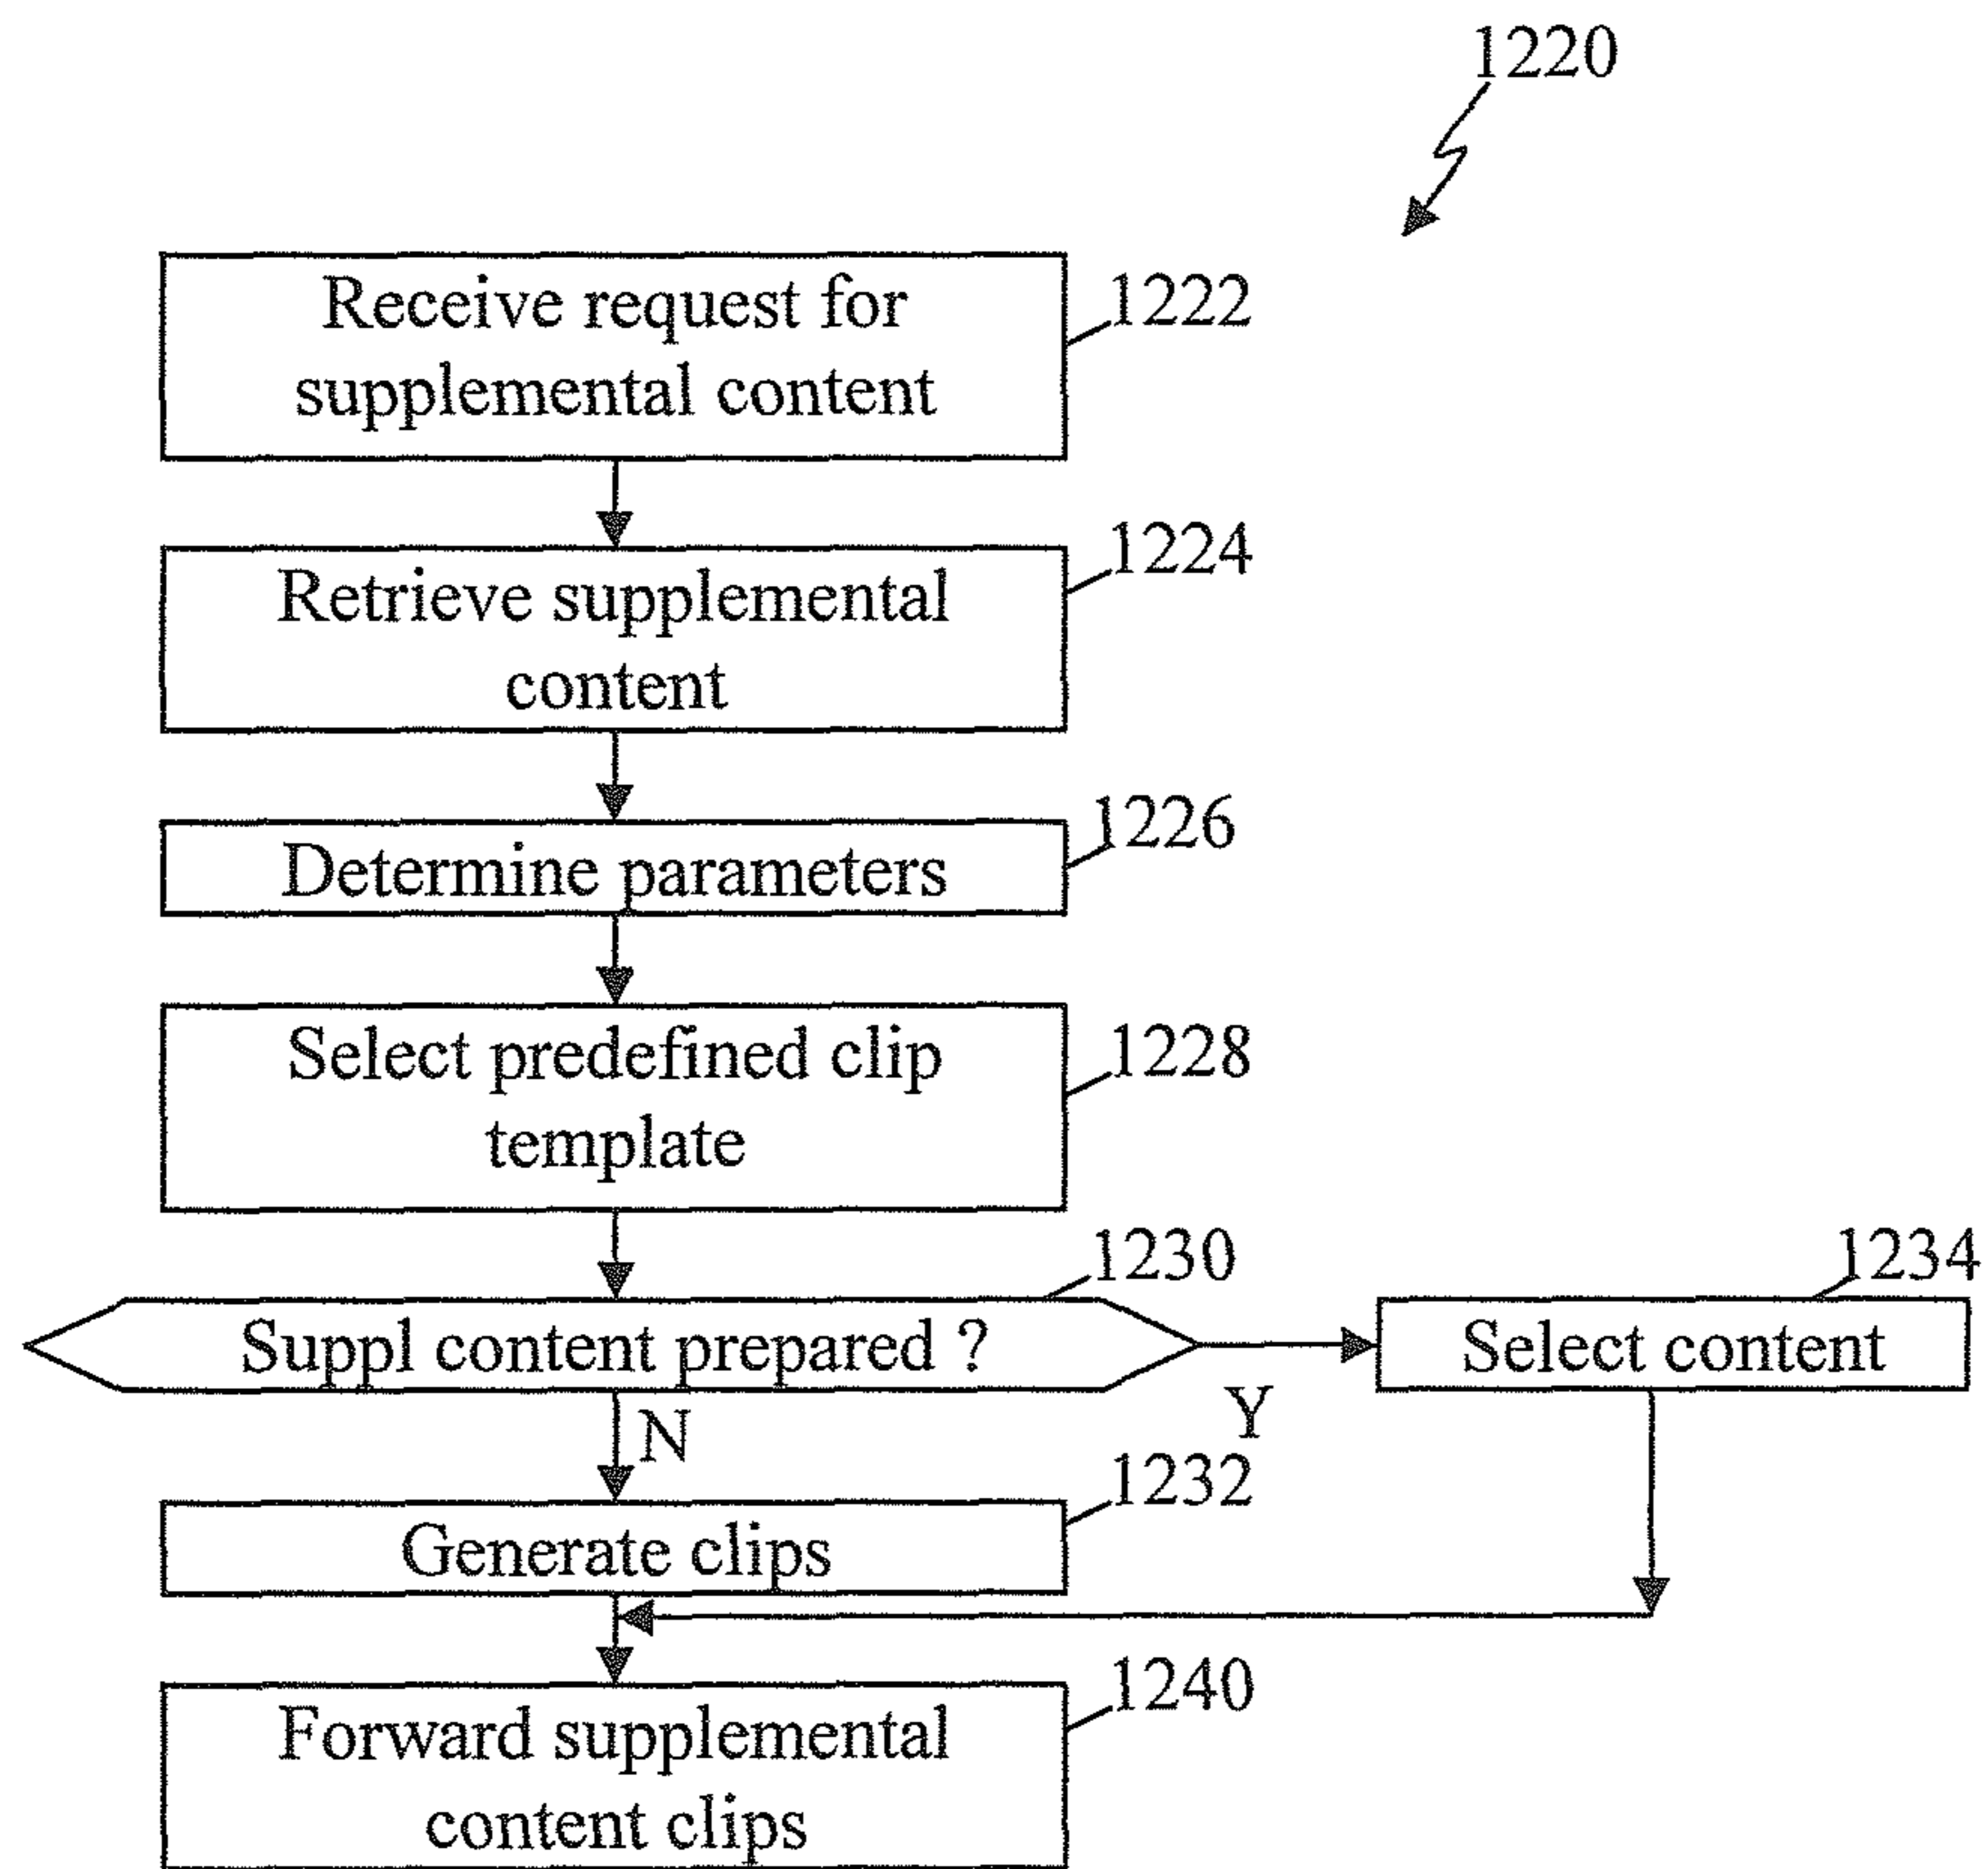 1220
Receive request for
supplemental content
1222
Retrieve supplemental
content
1224
Determine parameters
1226
Select predefined clip
template
1228
Suppl content prepared ?
1230
Select content
1234
Y
N
Generate clips
1232
Forward supplemental
content clips
1240